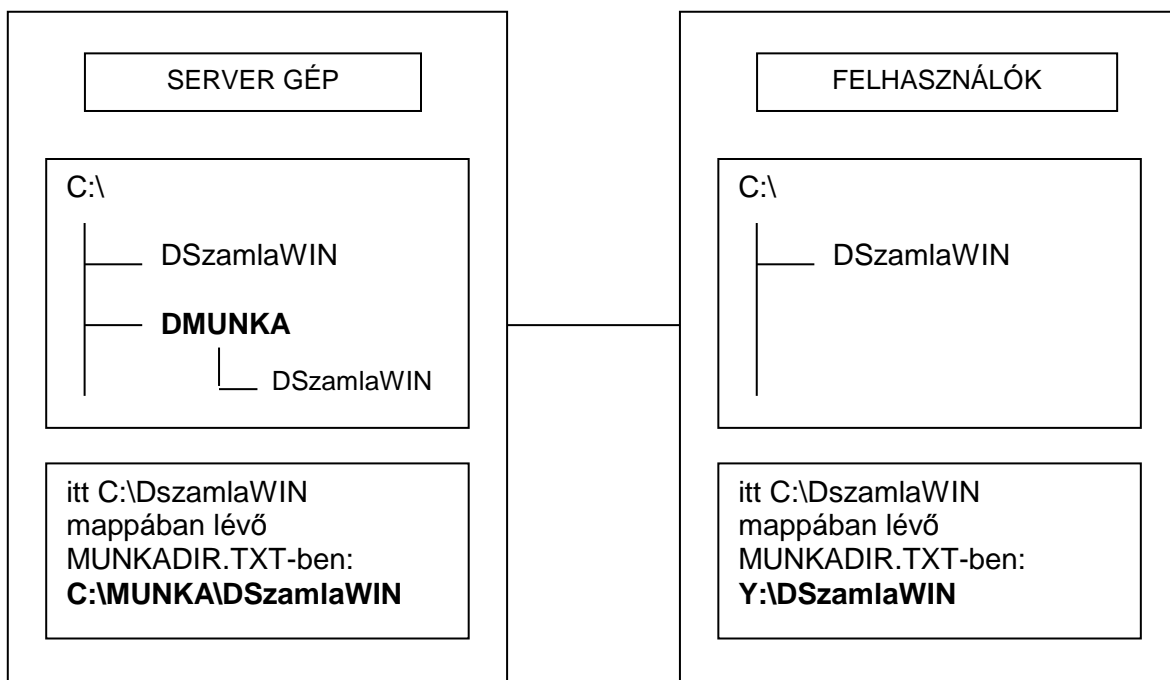 SERVER GÉP
C:\
DSzamlaWIN
DMUNKA
DSzamlaWIN
itt C:\DszamlaWIN
mappában lévő
MUNKADIR.TXT-ben:
C:\MUNKA\DSzamlaWIN
FELHASZNÁLÓK
C:\
DSzamlaWIN
itt C:\DszamlaWIN
mappában lévő
MUNKADIR.TXT-ben:
Y:\DSzamlaWIN